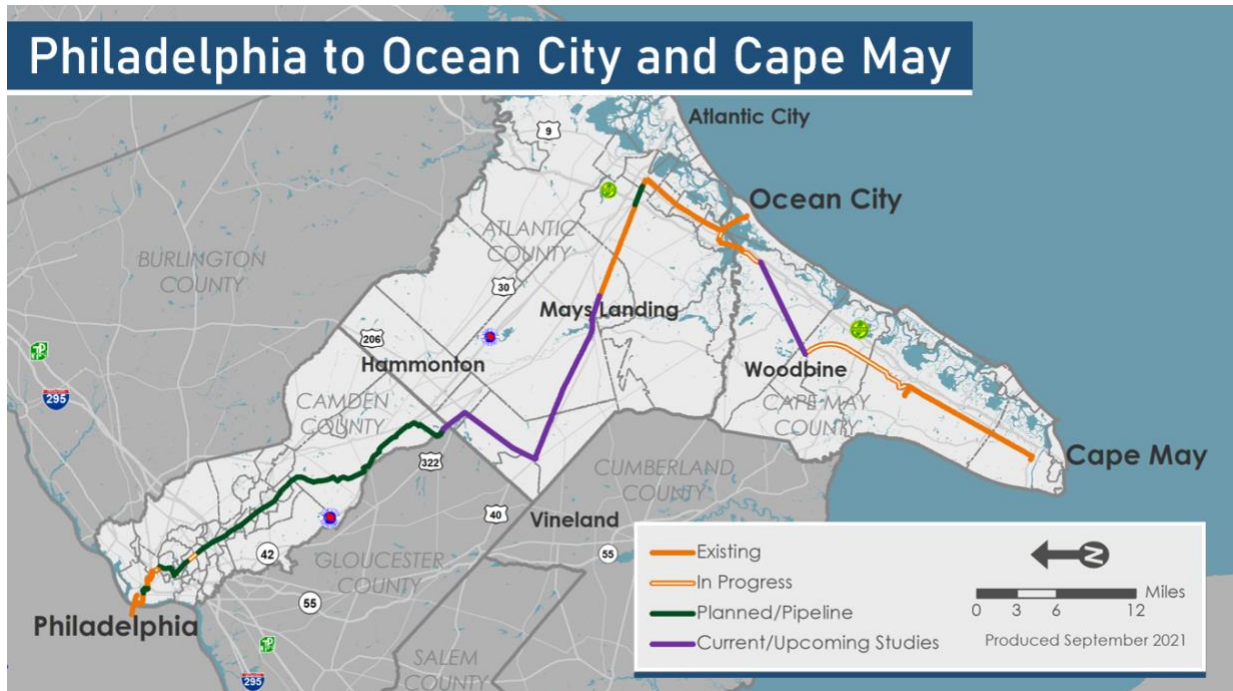 Philadelphia to Ocean City and Cape May
Atlantic City
9
Ocean City
ATLANTIC
COUNTY
BURLINGTON
COUNTY
30
Mays Landing
206
Hammonton
Woodbine
295
CAMDEN
COUNTY
CAPE MAY
COUNTY
322
Cape May
CUMBERLAND
COUNTY
40
Vineland
42
GLOUCESTER
COUNTY
55
55
Philadelphia
SALEM
COUNTY
295
Existing
In Progress
Planned/Pipeline
Current/Upcoming Studies
N
Miles
0 3 6 12
Produced September 2021